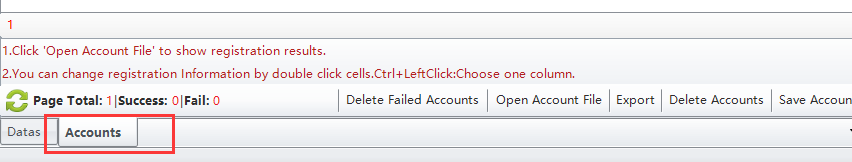 1
1.Click 'Open Account File' to show registration results.
2.You can change registration Information by double click cells.Ctrl+LeftClick:Choose one column.
Page Total: 1|Success: 0|Fail: 0 Delete Failed Accounts Open Account File Export Delete Accounts Save Accoun
Datas Accounts